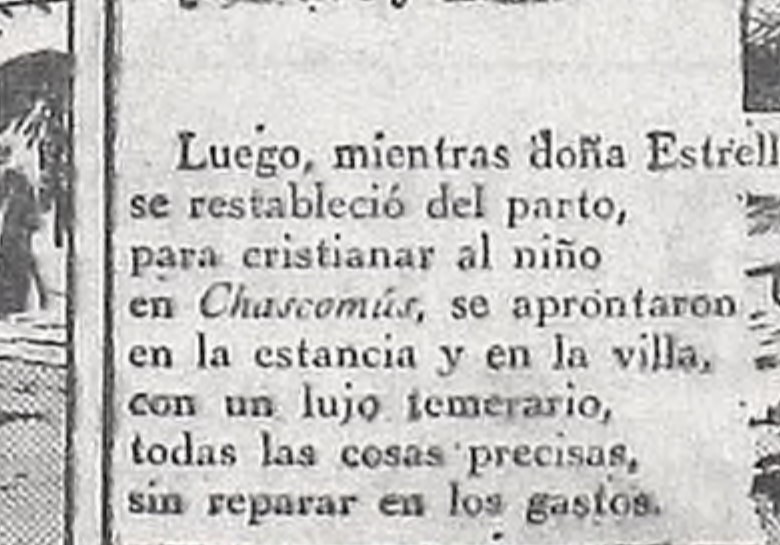 Luego, mientras doña Estrell
se restableció del parto,
para cristianar al niño
en Chascomús, se aprontaron
en la estancia y en la villa,
con un lujo temerario,
todas las cosas precisas,
sin reparar en los gastos.